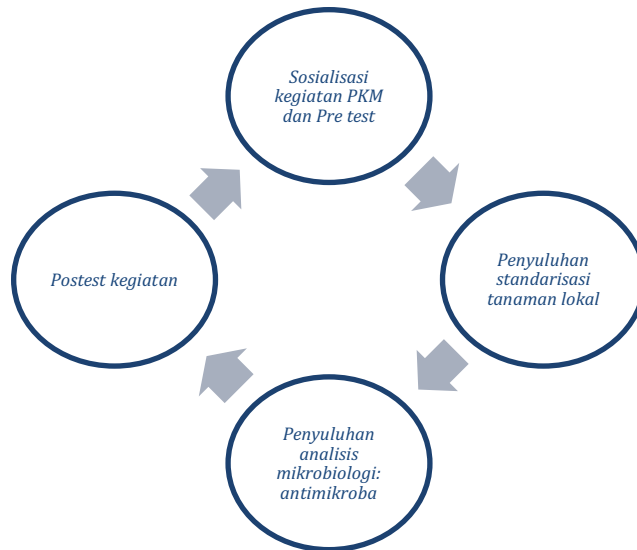 Sosialisasi
kegiatan PKM
dan Pre test
Penyuluhan
standarisasi
tanaman lokal
Penyuluhan
analisis
mikrobiologi:
antimikroba
Postest kegiatan